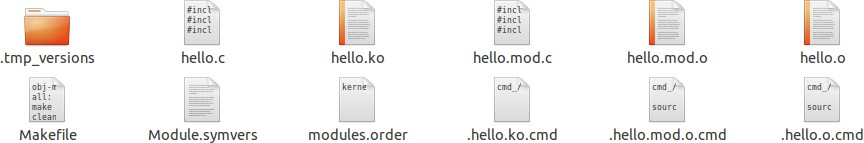 #incl
#incl
#incl
#incl
#incl
#incl
.tmp_versions hello.c hello.ko hello.mod.c hello.mod.o hello.o
obj-m
all:
make
clean
kerne
cmd_/
cmd_/
sourc
cmd_/
sourc
Makefile Module.symvers modules.order .hello.ko.cmd .hello.mod.o.cmd .hello.o.cmd